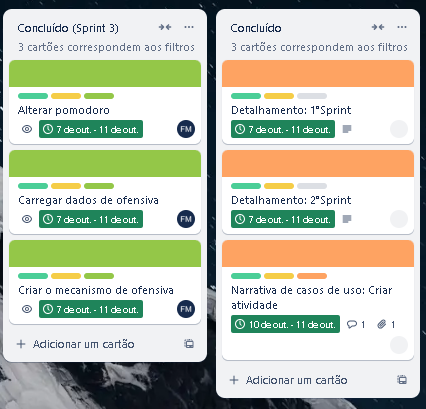 Concluído (Sprint 3)
3 cartões correspondem aos filtros
Alterar pomodoro
7 de out. - 11 de out.
FM
Carregar dados de ofensiva
7 de out. - 11 de out.
FM
Criar o mecanismo de ofensiva
7 de out. - 11 de out.
FM
+ Adicionar um cartão
Concluído
3 cartões correspondem aos filtros
Detalhamento: 1°Sprint
7 de out. - 11 de out.
Detalhamento: 2°Sprint
7 de out. - 11 de out.
Narrativa de casos de uso: Criar
atividade
10 de out. - 11 de out. 1 1
+ Adicionar um cartão